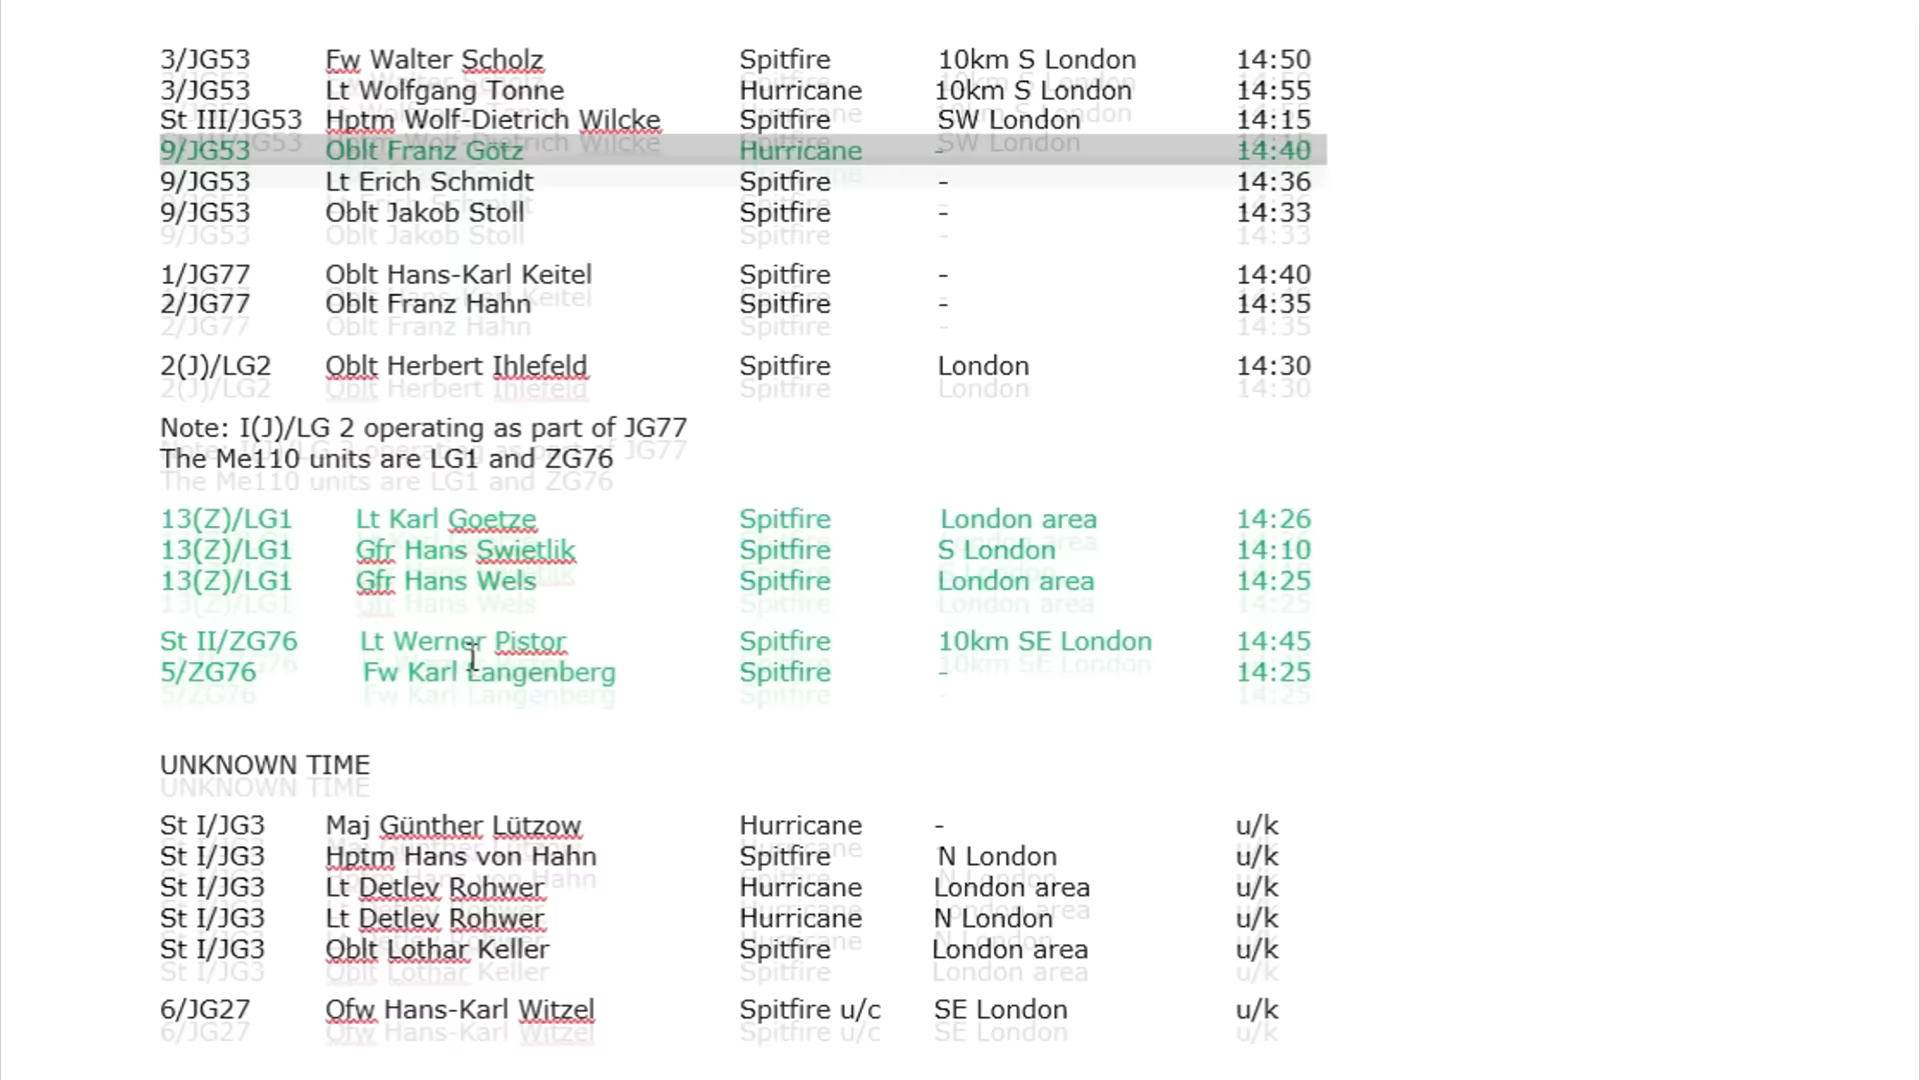 3/JG53 Fw Walter Scholz Spitfire 10km S London 14:50
3/JG53 Lt Wolfgang Tonne Hurricane 10km S London 14:55
St III/JG53 Hptm Wolf-Dietrich Wilcke Spitfire SW London 14:15
9/JG53 Oblt Franz Götz Hurricane - 14:40
9/JG53 Lt Erich Schmidt Spitfire - 14:36
9/JG53 Oblt Jakob Stoll Spitfire - 14:33
1/JG77 Oblt Hans-Karl Keitel Spitfire - 14:40
2/JG77 Oblt Franz Hahn Spitfire - 14:35
2(J)/LG2 Oblt Herbert Ihlefeld Spitfire London 14:30
Note: I(J)/LG 2 operating as part of JG77
The Me110 units are LG1 and ZG76
13(Z)/LG1 Lt Karl Goetze Spitfire London area 14:26
13(Z)/LG1 Gfr Hans Swietlik Spitfire S London 14:10
13(Z)/LG1 Gfr Hans Wels Spitfire London area 14:25
St II/ZG76 Lt Werner Pistor Spitfire 10km SE London 14:45
5/ZG76 Fw Karl Langenberg Spitfire - 14:25
UNKNOWN TIME
St I/JG3 Maj Günther Lützow Hurricane - u/k
St I/JG3 Hptm Hans von Hahn Spitfire N London u/k
St I/JG3 Lt Detlev Rohwer Hurricane London area u/k
St I/JG3 Lt Detlev Rohwer Hurricane N London u/k
St I/JG3 Oblt Lothar Keller Spitfire London area u/k
6/JG27 Ofw Hans-Karl Witzel Spitfire u/c SE London u/k